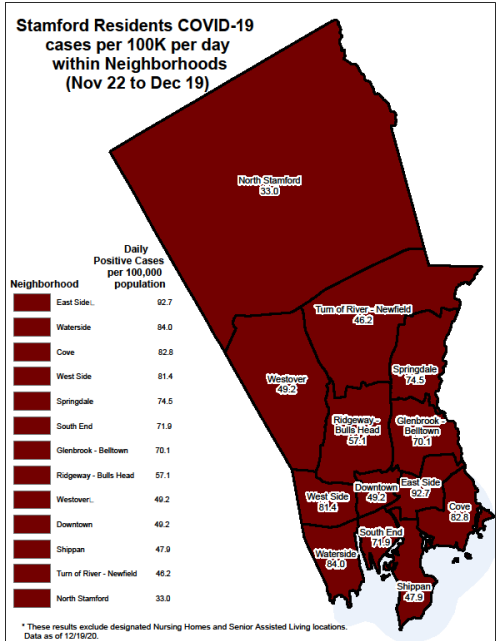 Stamford Residents COVID-19
cases per 100K per day
within Neighborhoods
(Nov 22 to Dec 19)
North Stamford
33.0
Turn of River - Newfield
46.2
Westover
49.2
Springdale
74.5
Ridgeway -
Bulls Head
57.1
Glenbrook -
Belltown
70.1
West Side
81.4
Downtown
49.2
East Side
92.7
Cove
82.8
Waterside
84.0
South End
71.9
Shippan
47.9
Daily
Positive Cases
per 100,000
Neighborhood population
East Side.. 92.7
Waterside 84.0
Cove 82.8
West Side 81.4
Springdale 74.5
South End 71.9
Glenbrook - Belltown 70.1
Ridgeway - Bulls Head 57.1
Westover.. 49.2
Downtown 49.2
Shippan 47.9
Turn of River - Newfield 46.2
North Stamford 33.0
* These results exclude designated Nursing Homes and Senior Assisted Living locations.
Data as of 12/19/20.